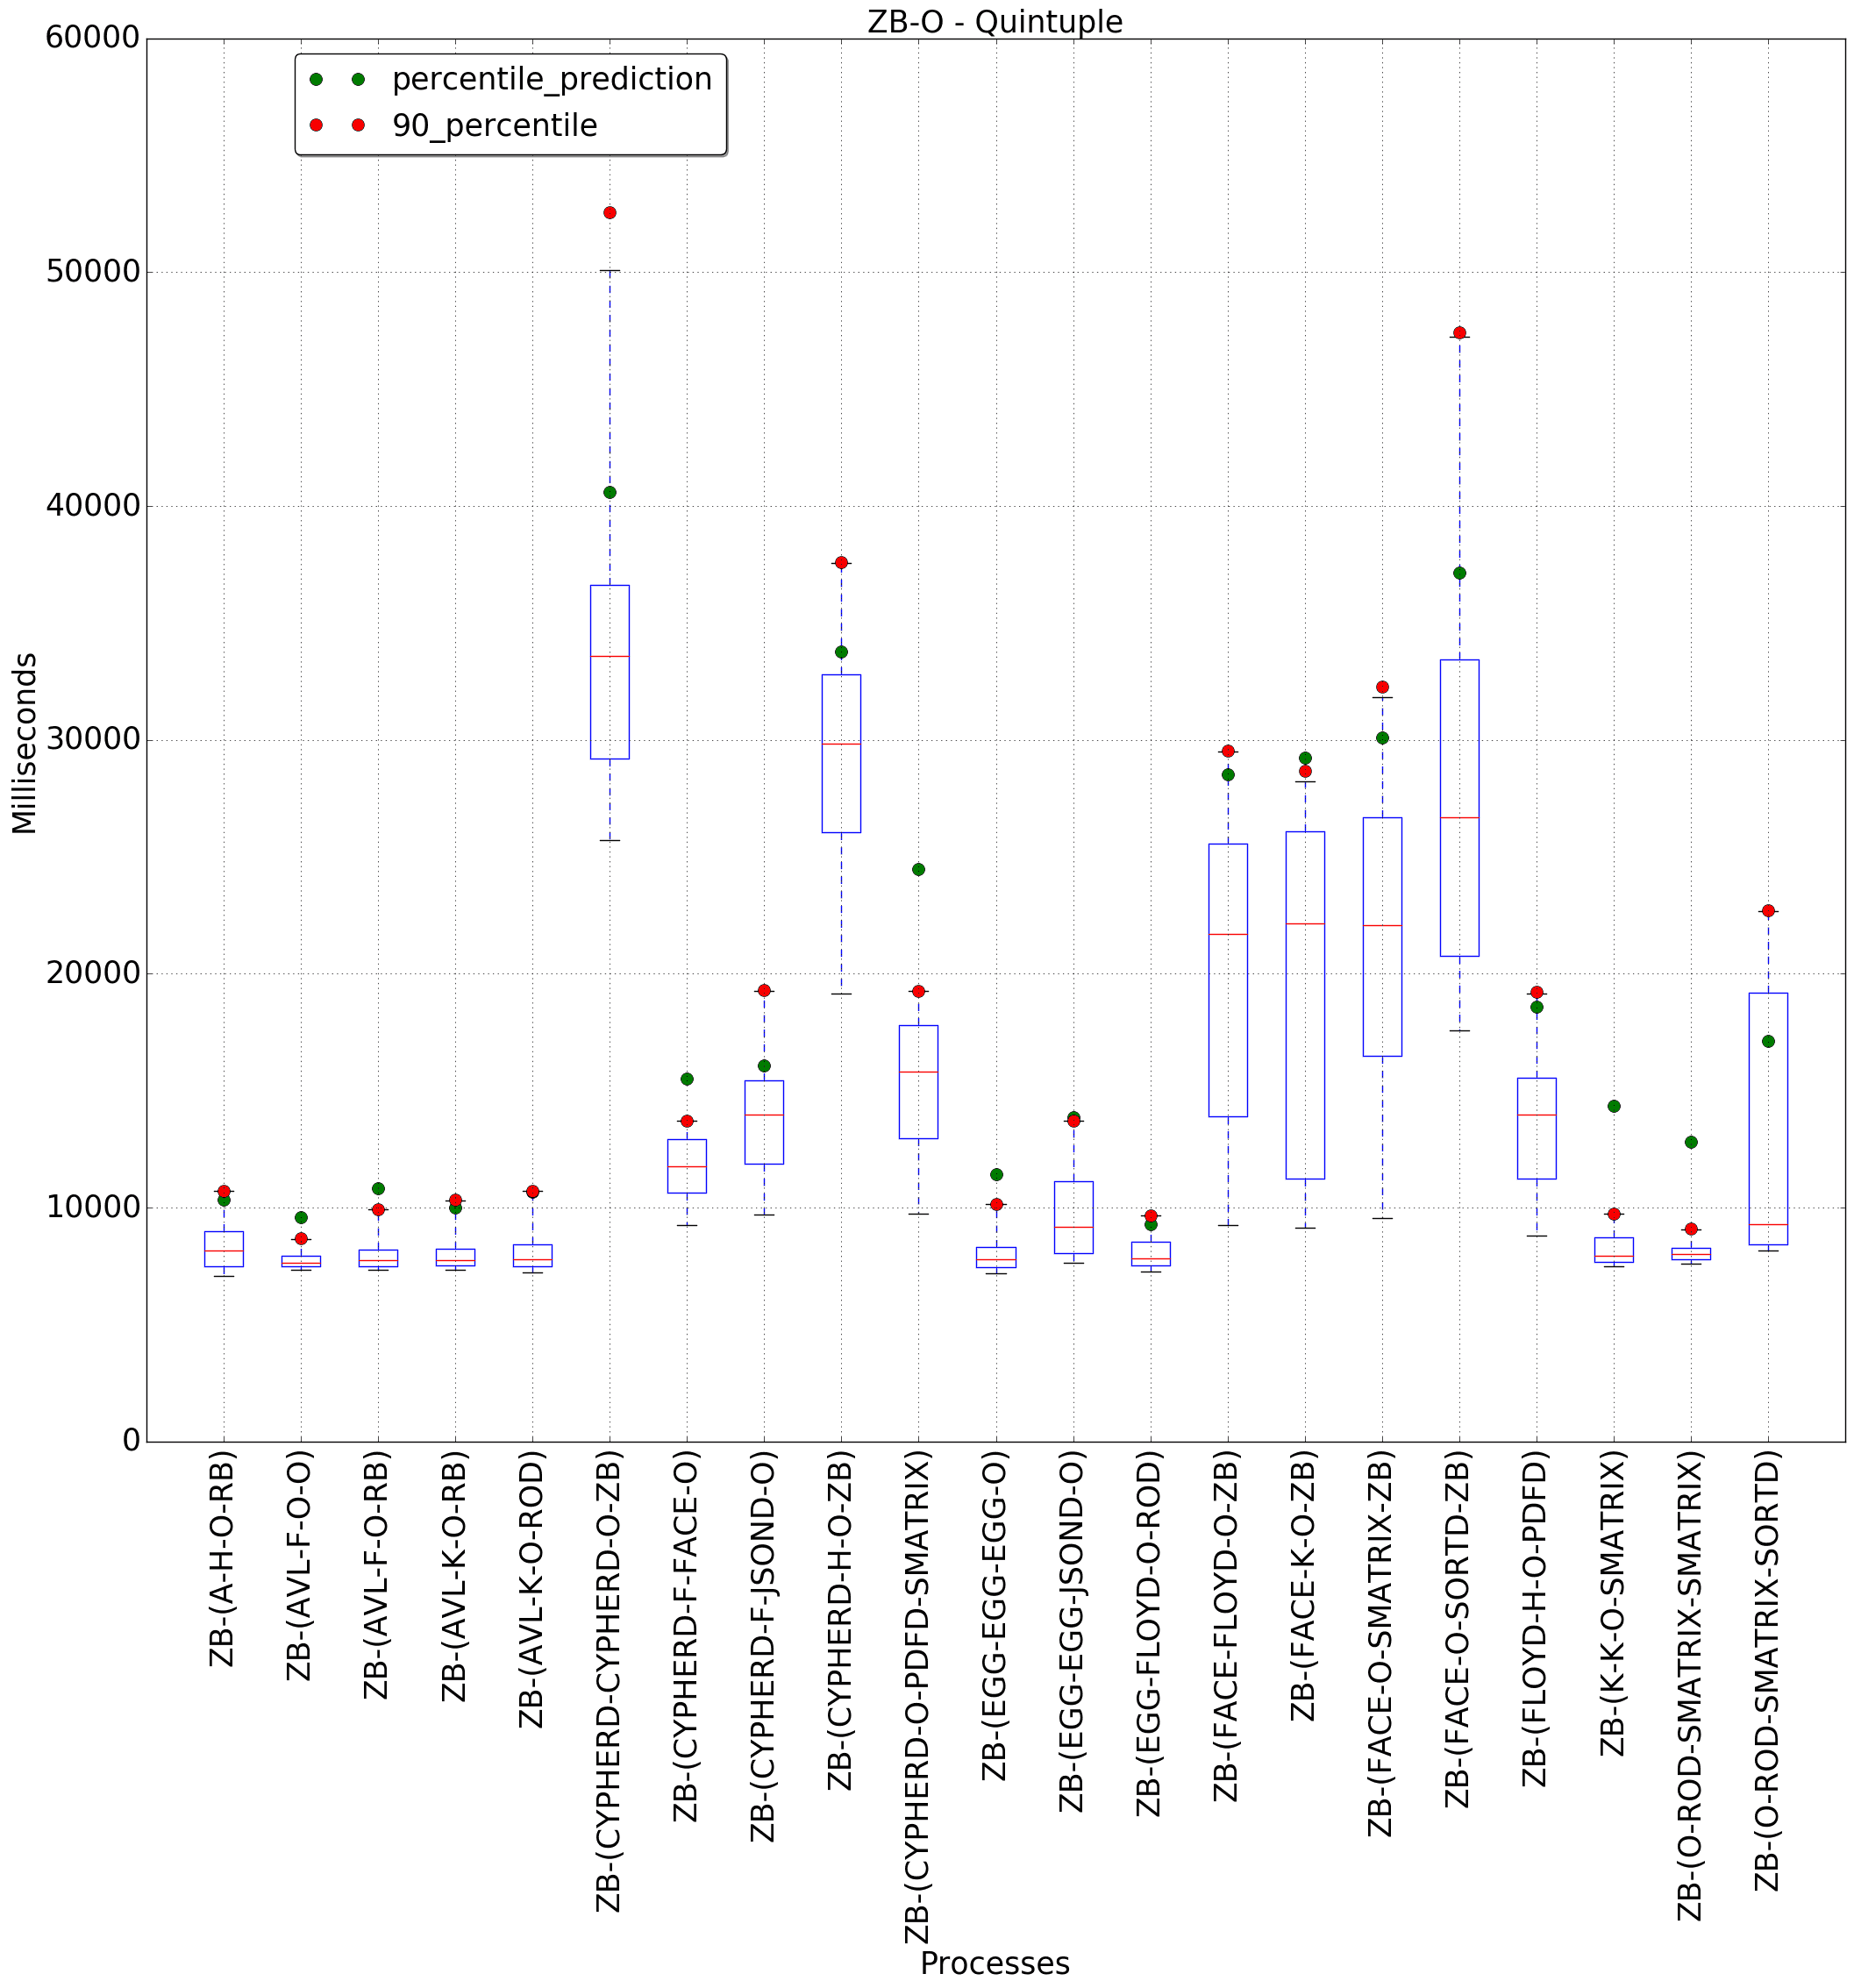 ZB-O - Quintuple
percentile_prediction
90_percentile
60000
50000
40000
30000
20000
10000
0
Milliseconds
ZB-(A-H-O-RB)
ZB-(AVL-F-O-O)
ZB-(AVL-F-O-RB)
ZB-(AVL-K-O-RB)
ZB-(AVL-K-O-ROD)
ZB-(CYPHERD-CYPHERD-O-ZB)
ZB-(CYPHERD-F-FACE-O)
ZB-(CYPHERD-F-JSOND-O)
ZB-(CYPHERD-H-O-ZB)
ZB-(CYPHERD-O-PDFD-SMATRIX)
ZB-(EGG-EGG-EGG-O)
ZB-(EGG-EGG-JSOND-O)
ZB-(EGG-FLOYD-O-ROD)
ZB-(FACE-FLOYD-O-ZB)
ZB-(FACE-K-O-ZB)
ZB-(FACE-O-SMATRIX-ZB)
ZB-(FACE-O-SORTD-ZB)
ZB-(FLOYD-H-O-PDFD)
ZB-(K-K-O-SMATRIX)
ZB-(O-ROD-SMATRIX-SMATRIX)
ZB-(O-ROD-SMATRIX-SORTD)
Processes